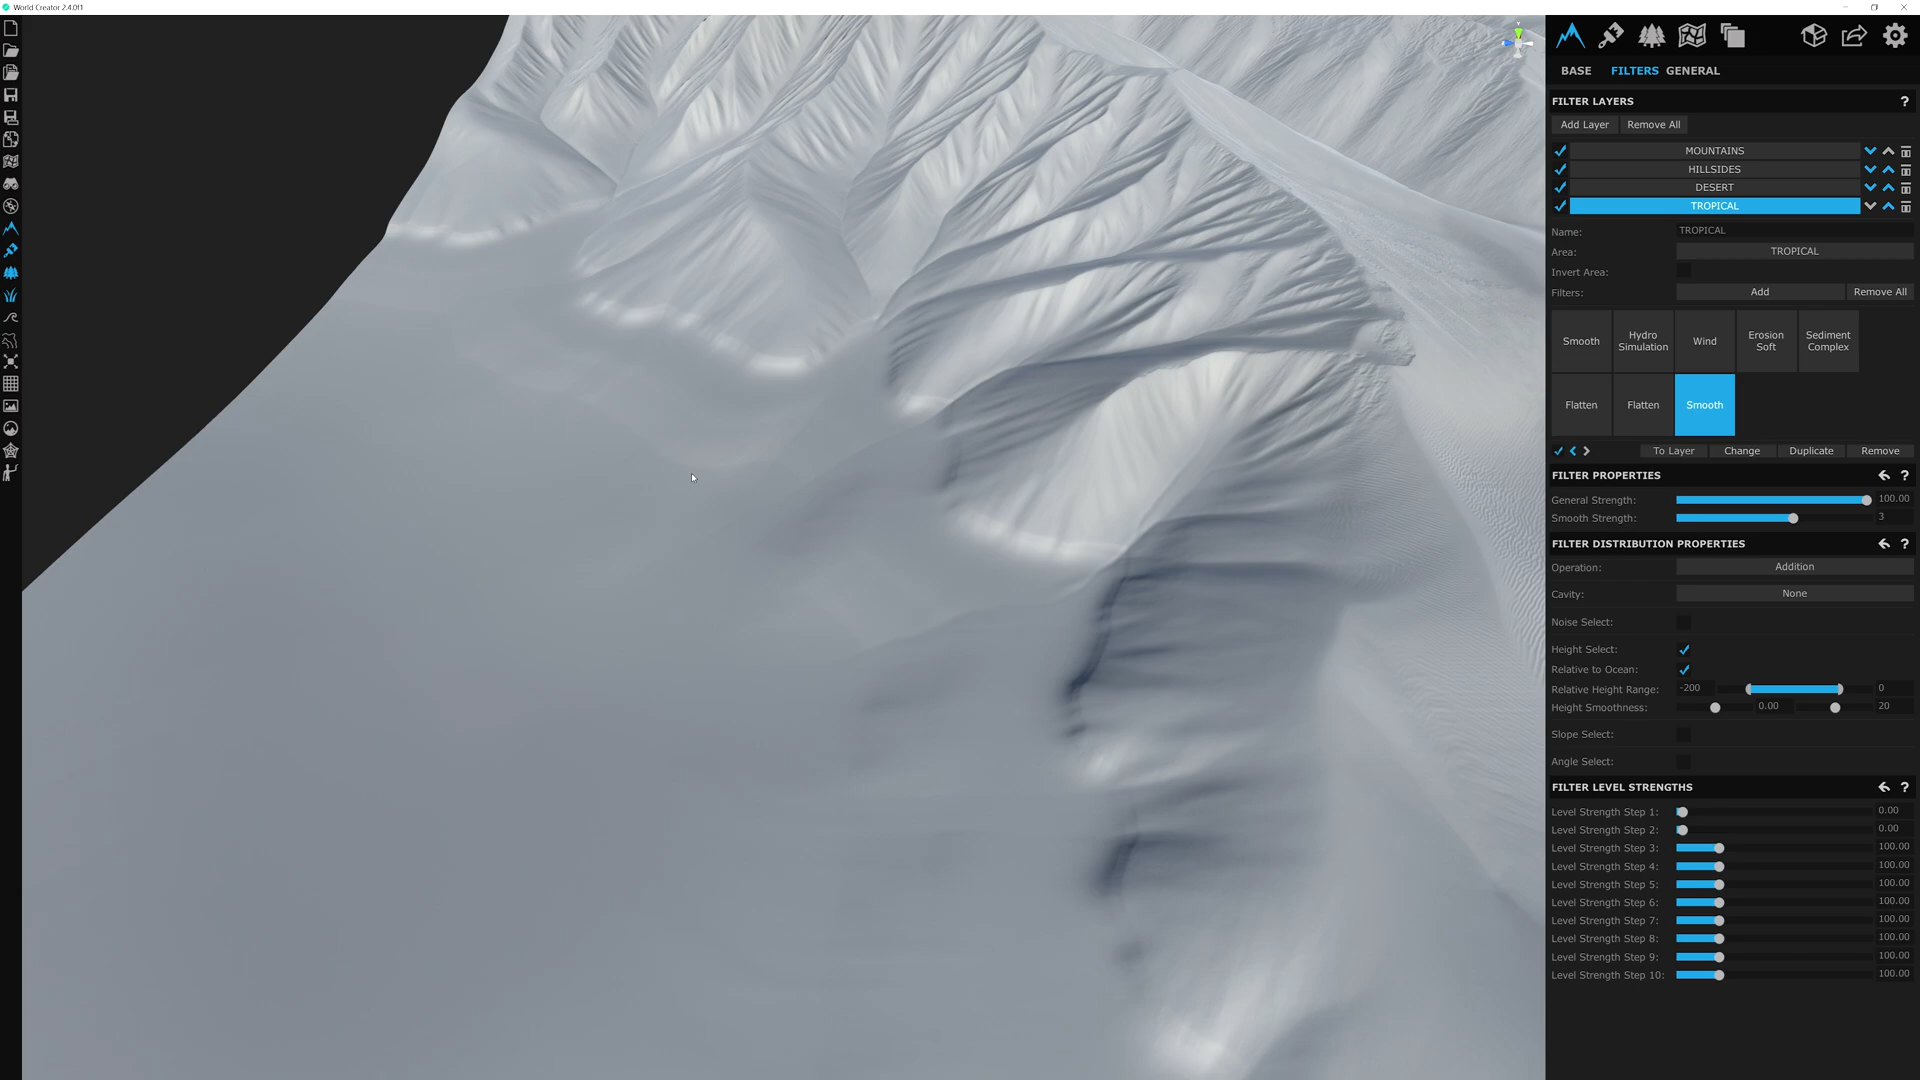 World Creator 2.4.0f1
BASE FILTERS GENERAL
FILTER LAYERS ?
Add Layer Remove All
MOUNTAINS
HILLSIDES
DESERT
TROPICAL
Name: TROPICAL
Area: TROPICAL
Invert Area:
Filters: Add Remove All
Smooth Hydro Simulation Wind Erosion Soft Sediment Complex
Flatten Flatten Smooth
To Layer Change Duplicate Remove
FILTER PROPERTIES ?
General Strength: 100.00
Smooth Strength: 3
FILTER DISTRIBUTION PROPERTIES ?
Operation: Addition
Cavity: None
Noise Select:
Height Select:
Relative to Ocean:
Relative Height Range: -200 0
Height Smoothness: 0.00 20
Slope Select:
Angle Select:
FILTER LEVEL STRENGTHS ?
Level Strength Step 1: 0.00
Level Strength Step 2: 0.00
Level Strength Step 3: 100.00
Level Strength Step 4: 100.00
Level Strength Step 5: 100.00
Level Strength Step 6: 100.00
Level Strength Step 7: 100.00
Level Strength Step 8: 100.00
Level Strength Step 9: 100.00
Level Strength Step 10: 100.00